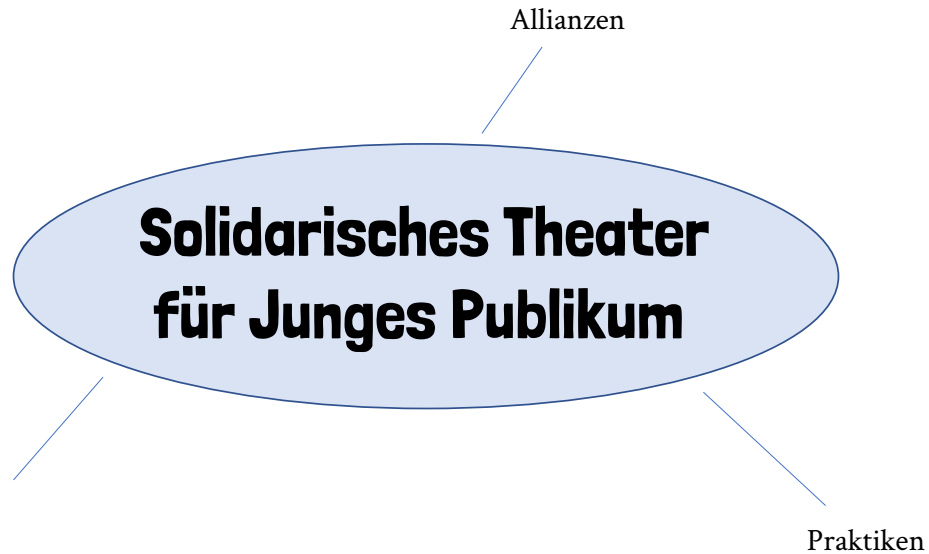 Allianzen
Solidarisches Theater
für Junges Publikum
Praktiken